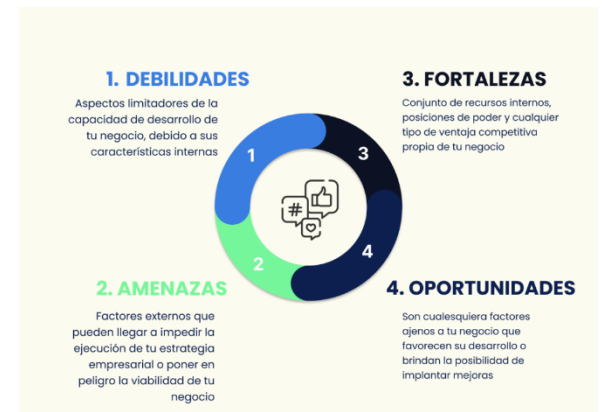 1. DEBILIDADES
Aspectos limitadores de la
capacidad de desarrollo de
tu negocio, debido a sus
características internas
2. AMENAZAS
Factores externos que
pueden llegar a impedir la
ejecución de tu estrategia
empresarial o poner en
peligro la viabilidad de tu
negocio
3. FORTALEZAS
Conjunto de recursos internos,
posiciones de poder y cualquier
tipo de ventaja competitiva
propia de tu negocio
4. OPORTUNIDADES
Son cualesquiera factores
ajenos a tu negocio que
favorecen su desarrollo o
brindan la posibilidad de
implantar mejoras
1
2
3
4
#